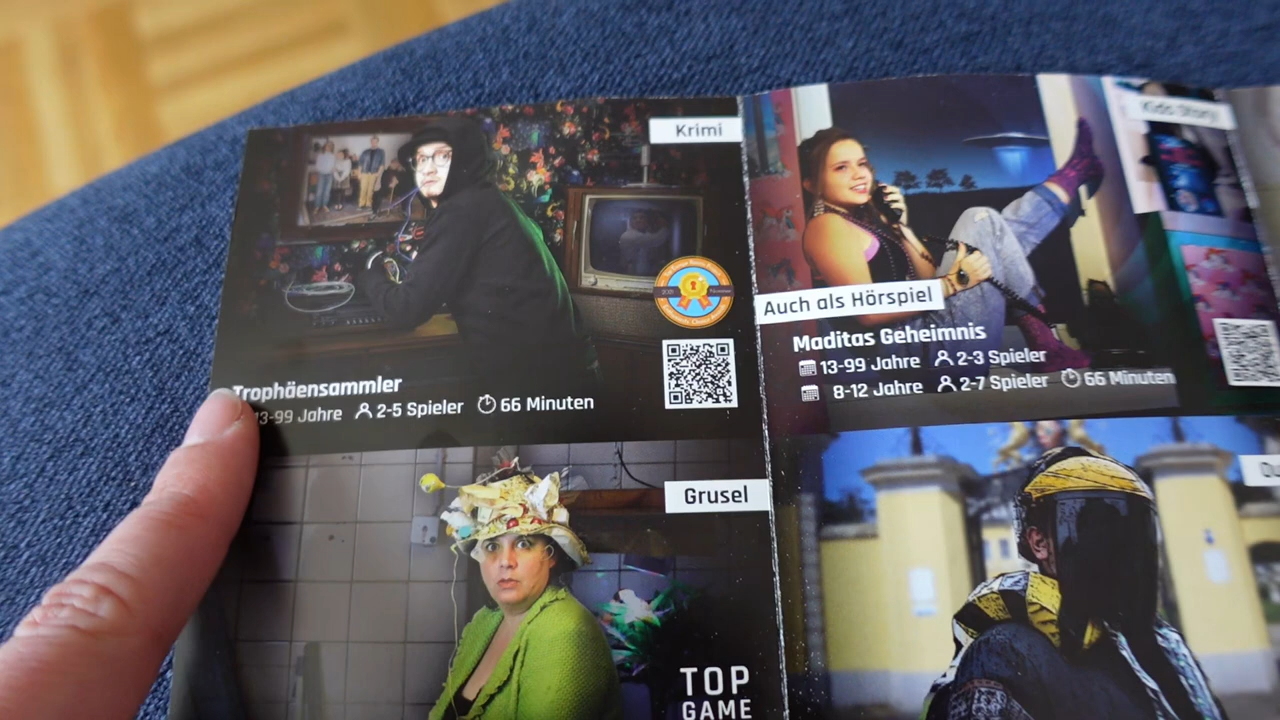 Krimi
Trophäensammler
13-99 Jahre 2-5 Spieler 66 Minuten
Kids Story
Auch als Hörspiel
Maditas Geheimnis
13-99 Jahre 2-3 Spieler
8-12 Jahre 2-7 Spieler 66 Minuten
Grusel
TOP
GAME